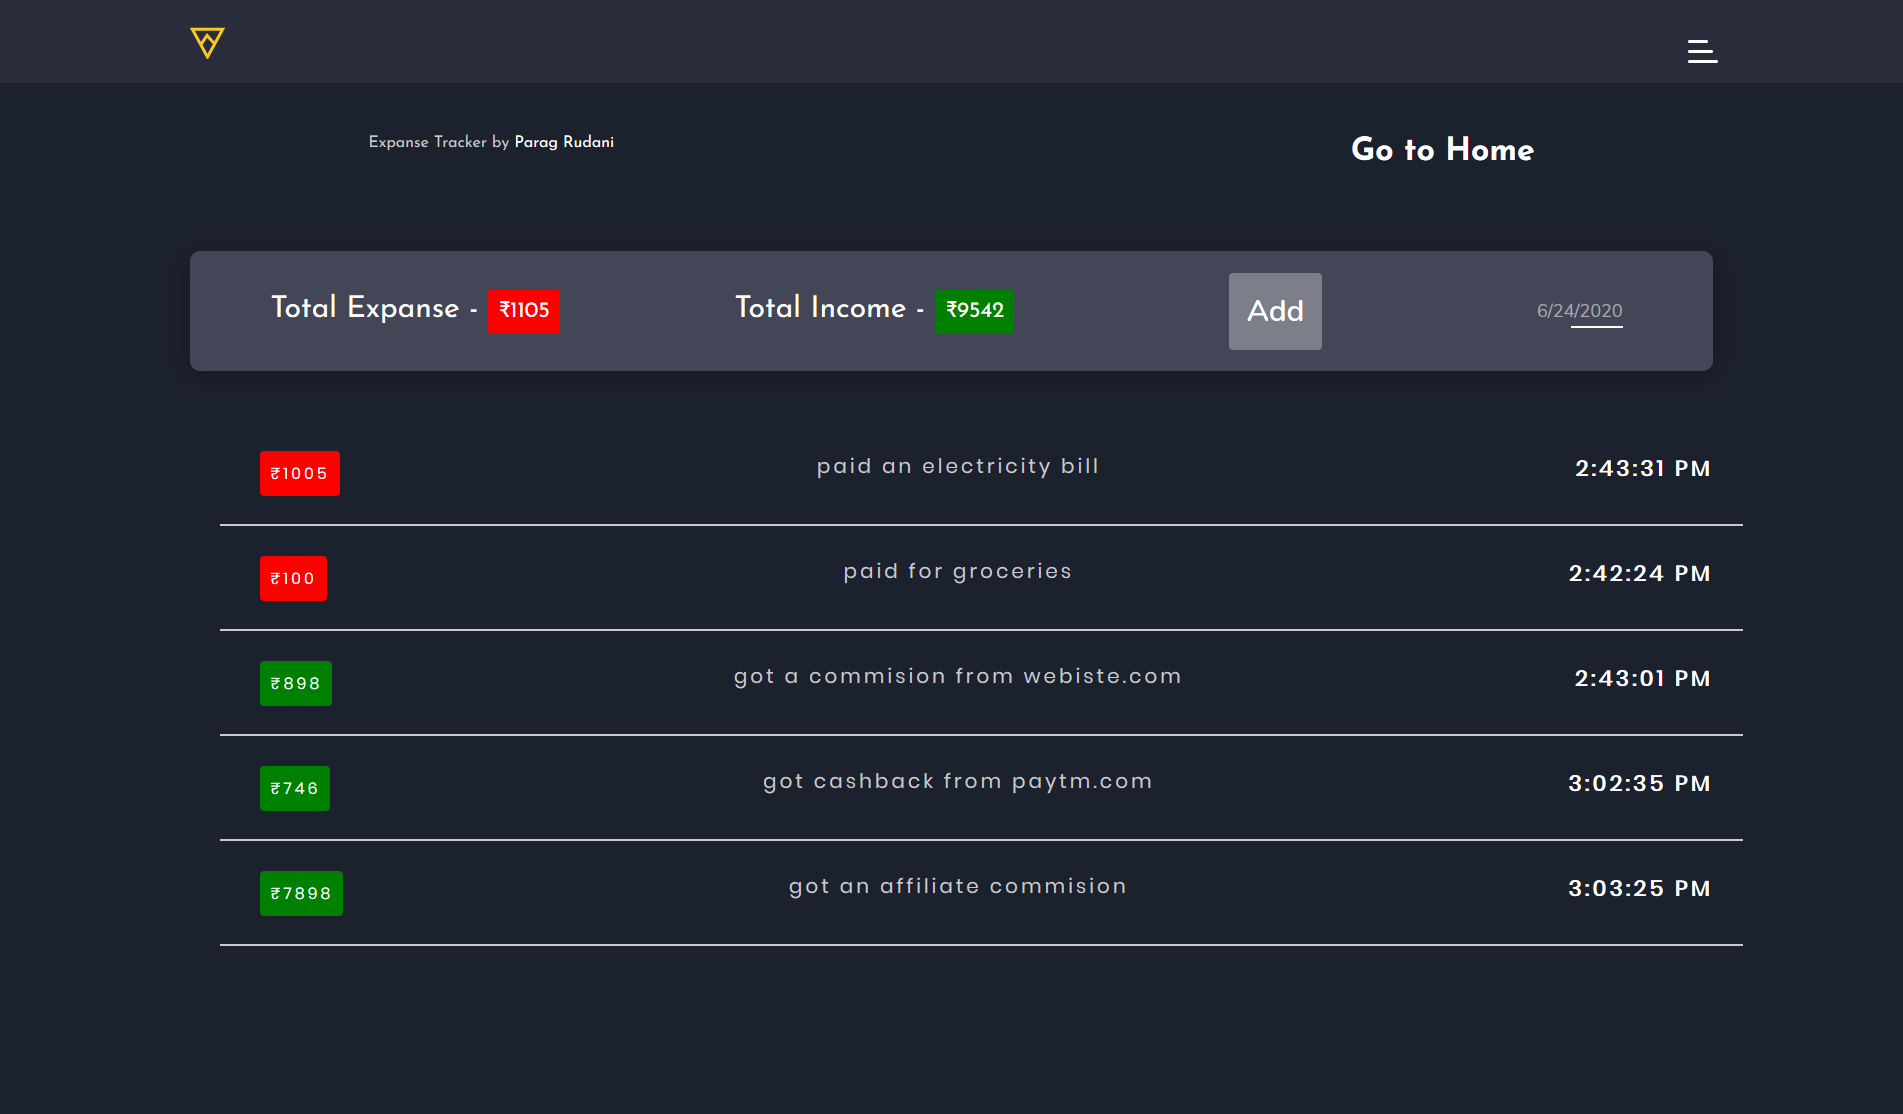 Expanse Tracker by Parag Rudani
Go to Home
Total Expanse - ₹1105
Total Income - ₹9542
Add
6/24/2020
₹1005 paid an electricity bill 2:43:31 PM
₹100 paid for groceries 2:42:24 PM
₹898 got a commision from webiste.com 2:43:01 PM
₹746 got cashback from paytm.com 3:02:35 PM
₹7898 got an affiliate commision 3:03:25 PM